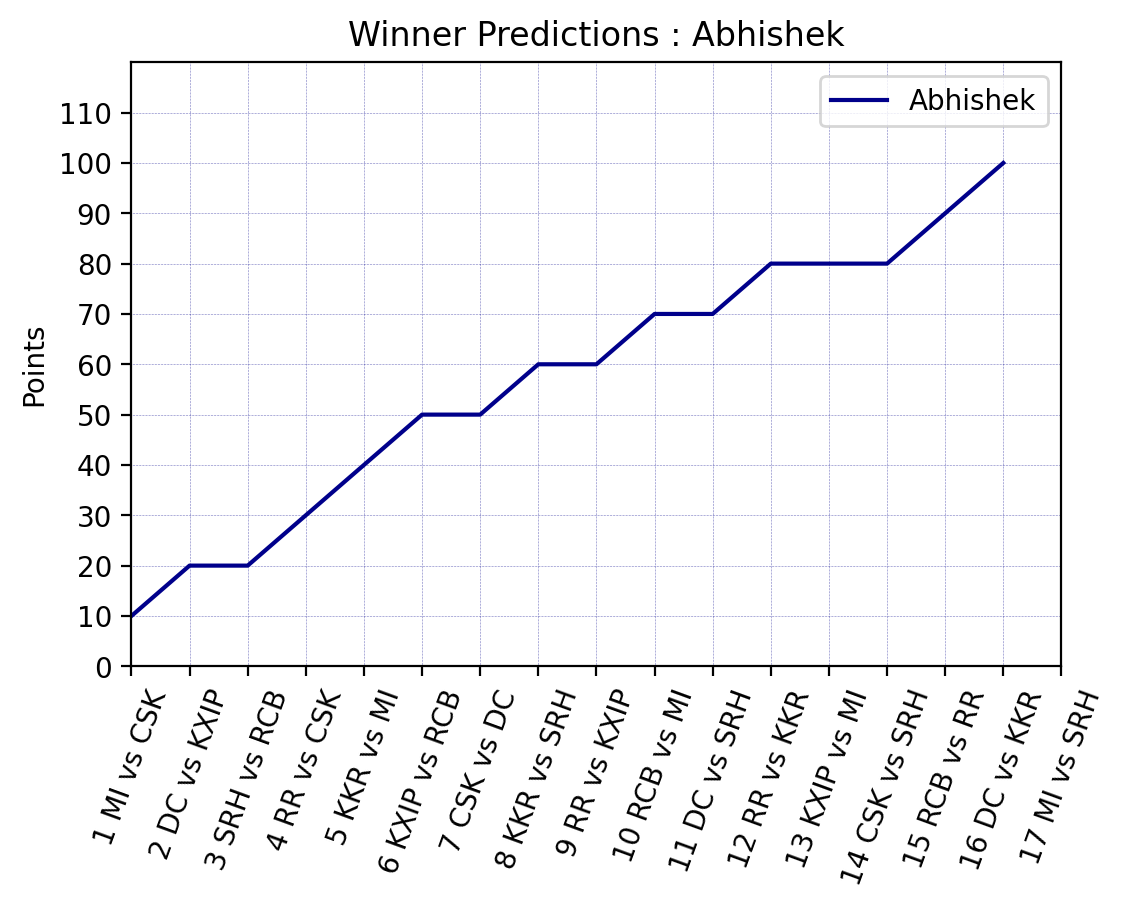 Winner Predictions : Abhishek
Abhishek
Points
110
100
90
80
70
60
50
40
30
20
10
0
1 MI vs CSK
2 DC vs KXIP
3 SRH vs RCB
4 RR vs CSK
5 KKR vs MI
6 KXIP vs RCB
7 CSK vs DC
8 KKR vs SRH
9 RR vs KXIP
10 RCB vs MI
11 DC vs SRH
12 RR vs KKR
13 KXIP vs MI
14 CSK vs SRH
15 RCB vs RR
16 DC vs KKR
17 MI vs SRH